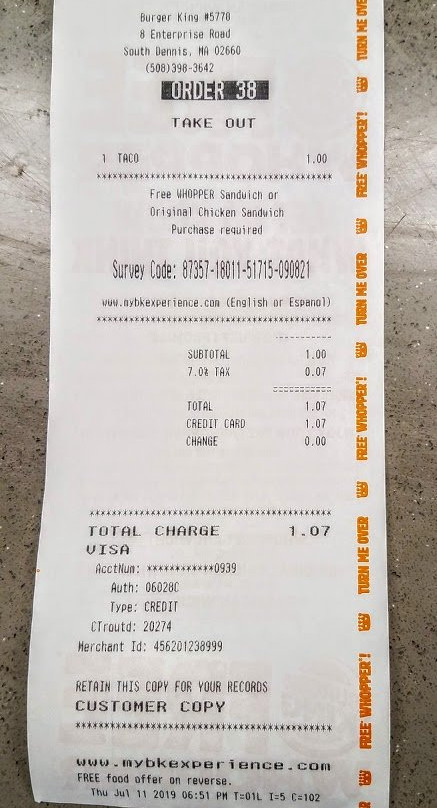 Burger King #5770
8 Enterprise Road
South Dennis, MA 02660
(508)398-3642
ORDER 38
TAKE OUT
1 TACO 1.00
****************************************
Free WHOPPER Sandwich or
Original Chicken Sandwich
Purchase required
Survey Code: 87357-18011-51715-090821
www.mybkexperience.com (English or Espanol)
****************************************
------------
SUBTOTAL 1.00
7.0% TAX 0.07
============
TOTAL 1.07
CREDIT CARD 1.07
CHANGE 0.00
****************************************
TOTAL CHARGE 1.07
VISA
AcctNum: ************0939
Auth: 06028C
Type: CREDIT
CTroutd: 20274
Merchant Id: 456201238999
RETAIN THIS COPY FOR YOUR RECORDS
CUSTOMER COPY
****************************************
www.mybkexperience.com
FREE food offer on reverse.
Thu Jul 11 2019 06:51 PM T=01L I=5 C=102
TURN ME OVER
FREE WHOPPER®!
TURN ME OVER
FREE WHOPPER®!
TURN ME OVER
FREE WHOPPER®!